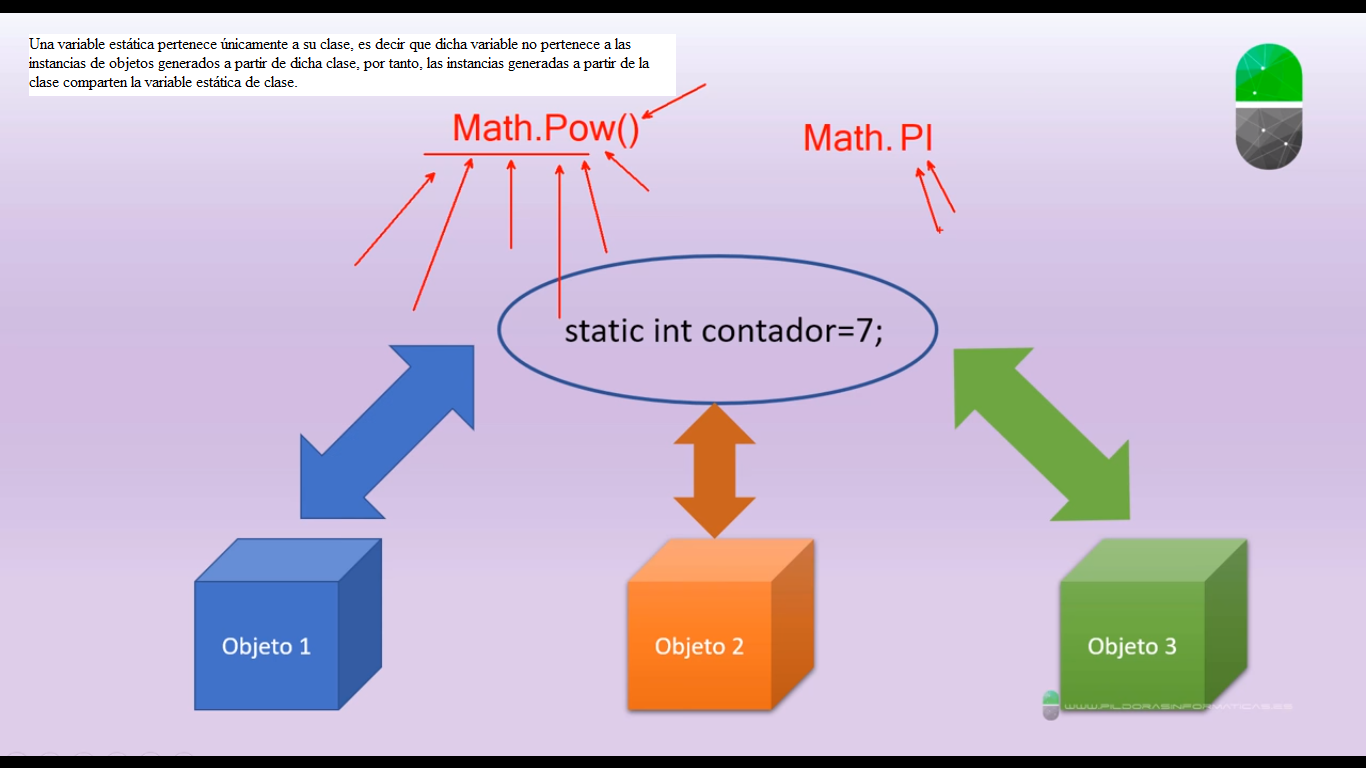 Una variable estática pertenece únicamente a su clase, es decir que dicha variable no pertenece a las
instancias de objetos generados a partir de dicha clase, por tanto, las instancias generadas a partir de la
clase comparten la variable estática de clase.
Math.Pow()
Math. PI
static int contador=7;
Objeto 1
Objeto 2
Objeto 3
WWW.PILDORASINFORMATICAS.ES